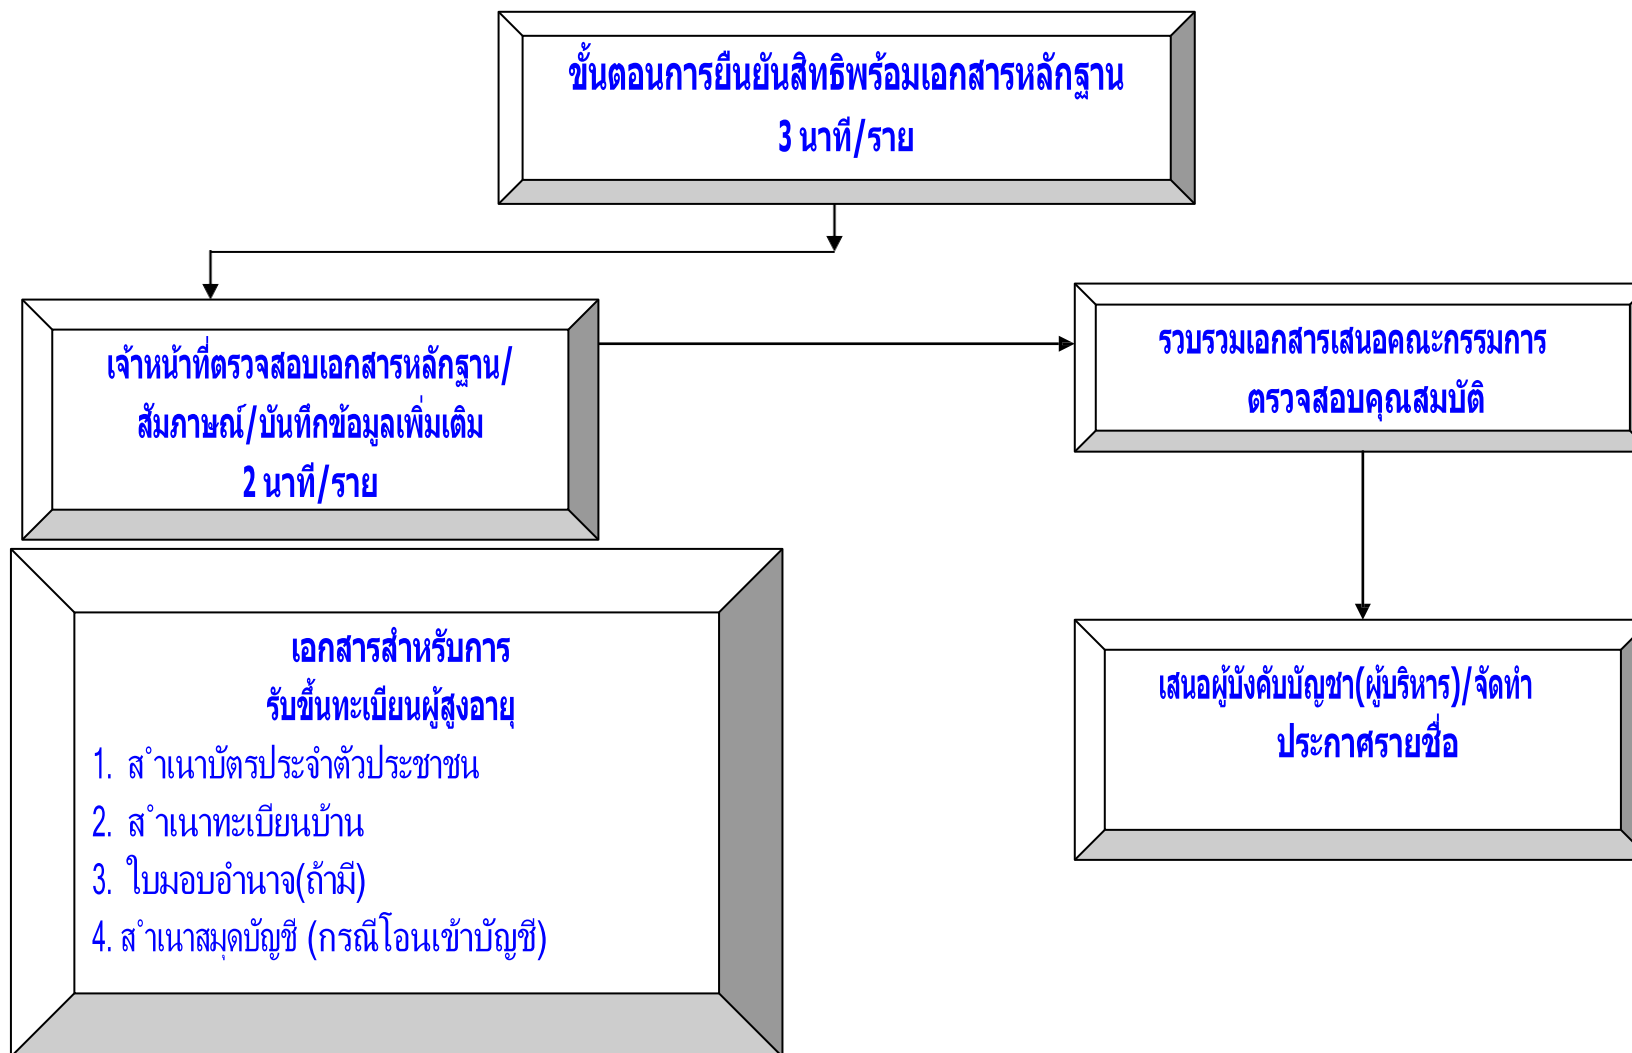 ขั้นตอนการยืนยันสิทธิพร้อมเอกสารหลักฐาน
3 นาที/ราย
เจ้าหน้าที่ตรวจสอบเอกสารหลักฐาน/
สัมภาษณ์/บันทึกข้อมูลเพิ่มเติม
2 นาที/ราย
รวบรวมเอกสารเสนอคณะกรรมการ
ตรวจสอบคุณสมบัติ
เอกสารสำหรับการ
รับขึ้นทะเบียนผู้สูงอายุ
1. สำเนาบัตรประจำตัวประชาชน
2. สำเนาทะเบียนบ้าน
3. ใบมอบอำนาจ(ถ้ามี)
4. สำเนาสมุดบัญชี (กรณีโอนเข้าบัญชี)
เสนอผู้บังคับบัญชา(ผู้บริหาร)/จัดทำ
ประกาศรายชื่อ